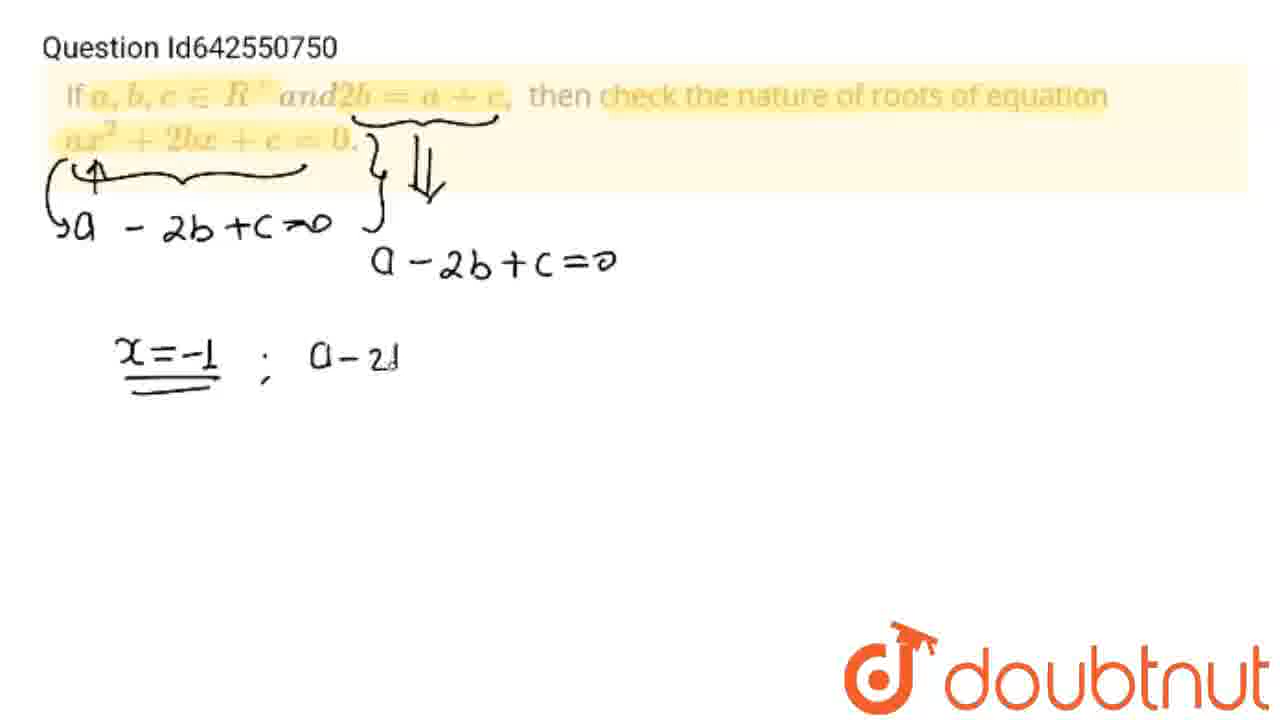 Question Id642550750
If a, b, c ∈ R⁺ and 2b = a + c, then check the nature of roots of equation
ax² + 2bx + c = 0.
a - 2b + c = 0
a - 2b + c = 0
x = -1 ; a - 2
doubtnut